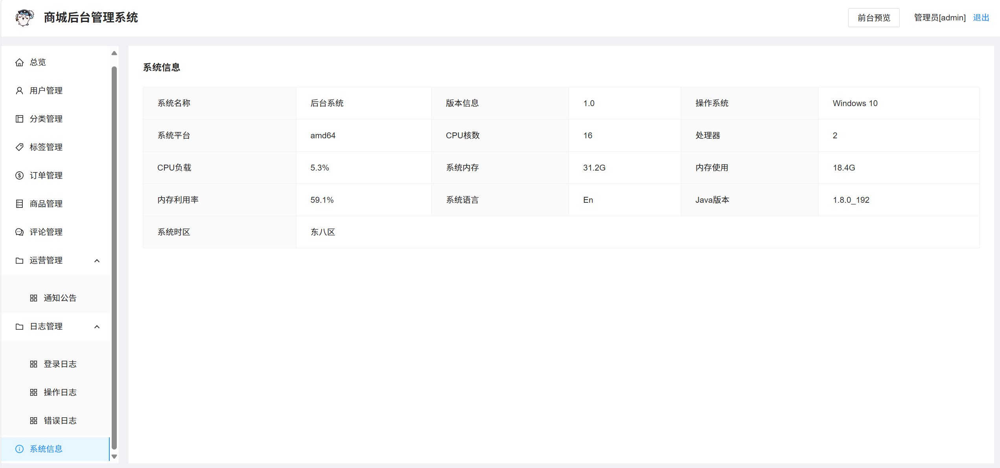 商城后台管理系统
前台预览 管理员[admin] 退出
总览
用户管理
分类管理
标签管理
订单管理
商品管理
评论管理
运营管理
通知公告
日志管理
登录日志
操作日志
错误日志
系统信息
系统信息
系统名称 后台系统 版本信息 1.0 操作系统 Windows 10
系统平台 amd64 CPU核数 16 处理器 2
CPU负载 5.3% 系统内存 31.2G 内存使用 18.4G
内存利用率 59.1% 系统语言 En Java版本 1.8.0_192
系统时区 东八区